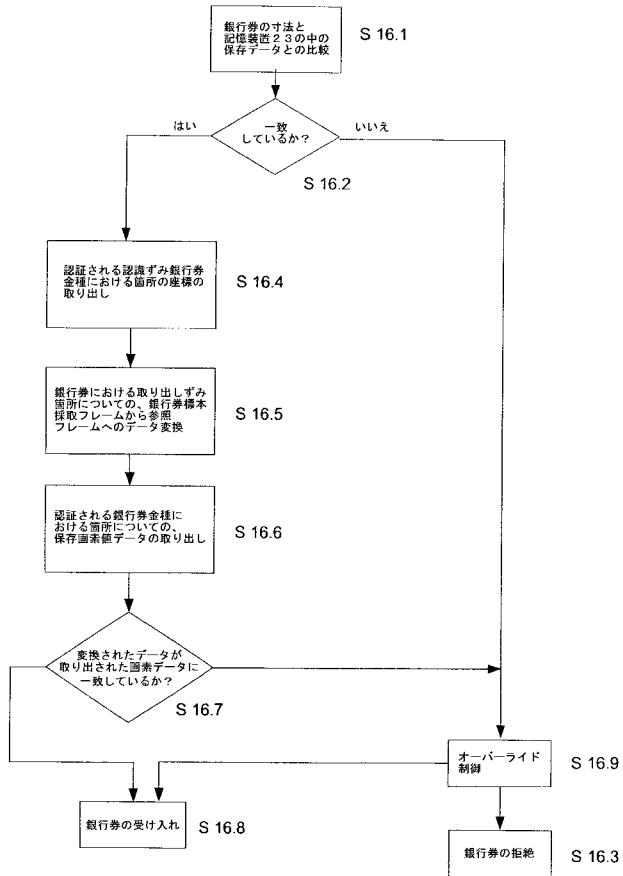 銀行券の寸法と
記憶装置23の中の
保存データとの比較
S 16.1
一致
しているか?
はい
いいえ
S 16.2
認証される認識ずみ銀行券
金種における箇所の座標の
取り出し
S 16.4
銀行券における取り出しずみ
箇所についての、銀行券標本
採取フレームから参照
フレームへのデータ変換
S 16.5
認証される銀行券金種に
おける箇所についての、
保存画素値データの取り出し
S 16.6
変換されたデータが
取り出された画素データに
一致しているか?
S 16.7
オーバーライド
制御
S 16.9
銀行券の受け入れ
S 16.8
銀行券の拒絶
S 16.3